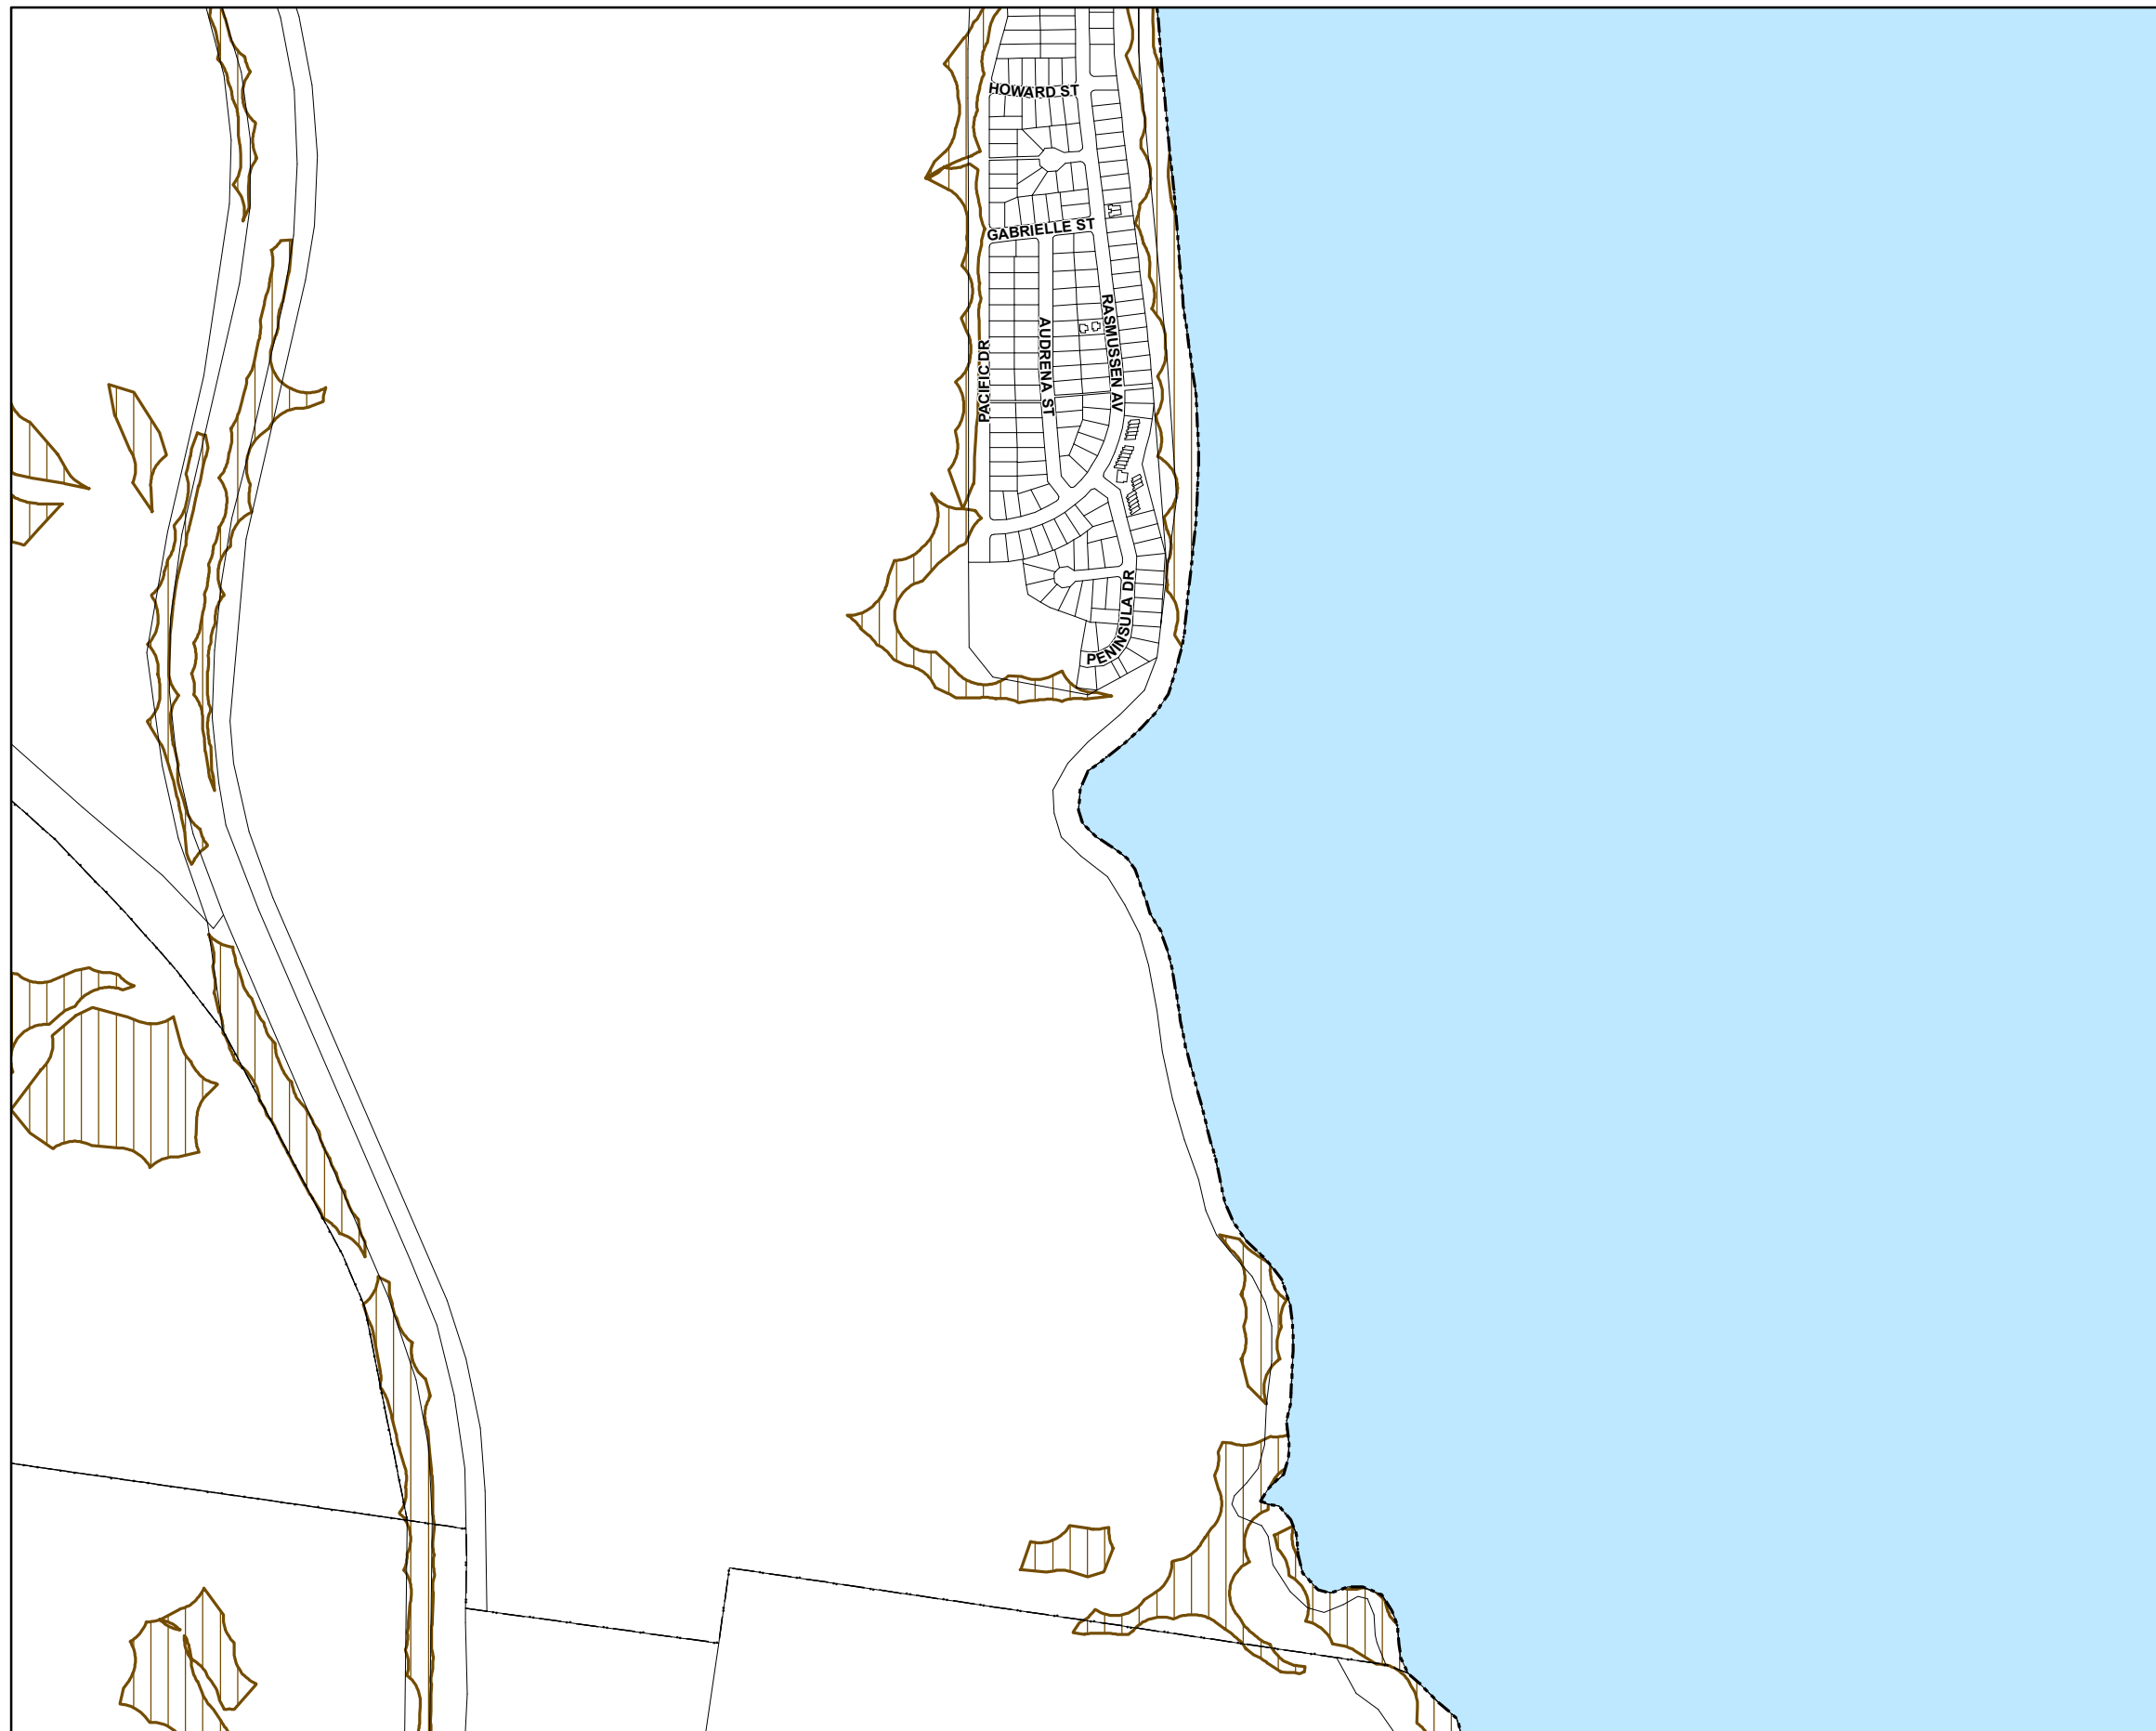 HOWARD ST
GABRIELLE ST
RASMUSSEN AV
AUDRENA ST
PACIFIC DR
PENINSULA DR